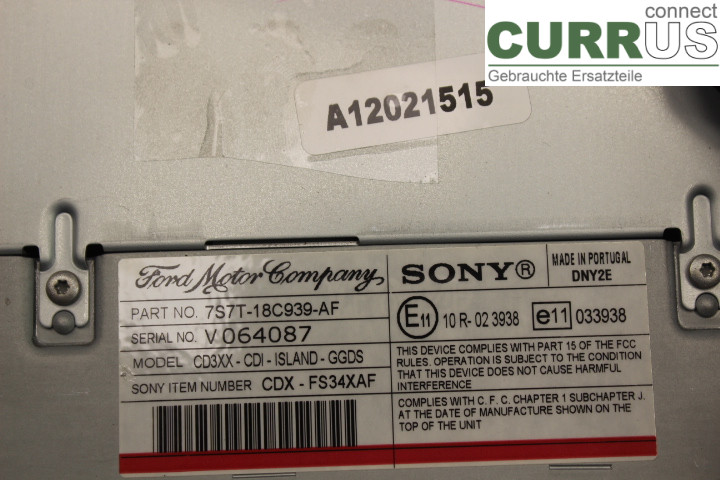 connect
CURRUS
Gebrauchte Ersatzteile
A12021515
Ford Motor Company
SONY®
MADE IN PORTUGAL
DNY2E
PART NO. 7S7T-18C939-AF
SERIAL NO. V 064087
MODEL CD3XX - CDI - ISLAND - GGDS
SONY ITEM NUMBER CDX - FS34XAF
E11 10 R- 02 3938
e11 033938
THIS DEVICE COMPLIES WITH PART 15 OF THE FCC
RULES. OPERATION IS SUBJECT TO THE CONDITION
THAT THIS DEVICE DOES NOT CAUSE HARMFUL
INTERFERENCE
COMPLIES WITH C. F. C. CHAPTER 1 SUBCHAPTER J.
AT THE DATE OF MANUFACTURE SHOWN ON THE
TOP OF THE UNIT